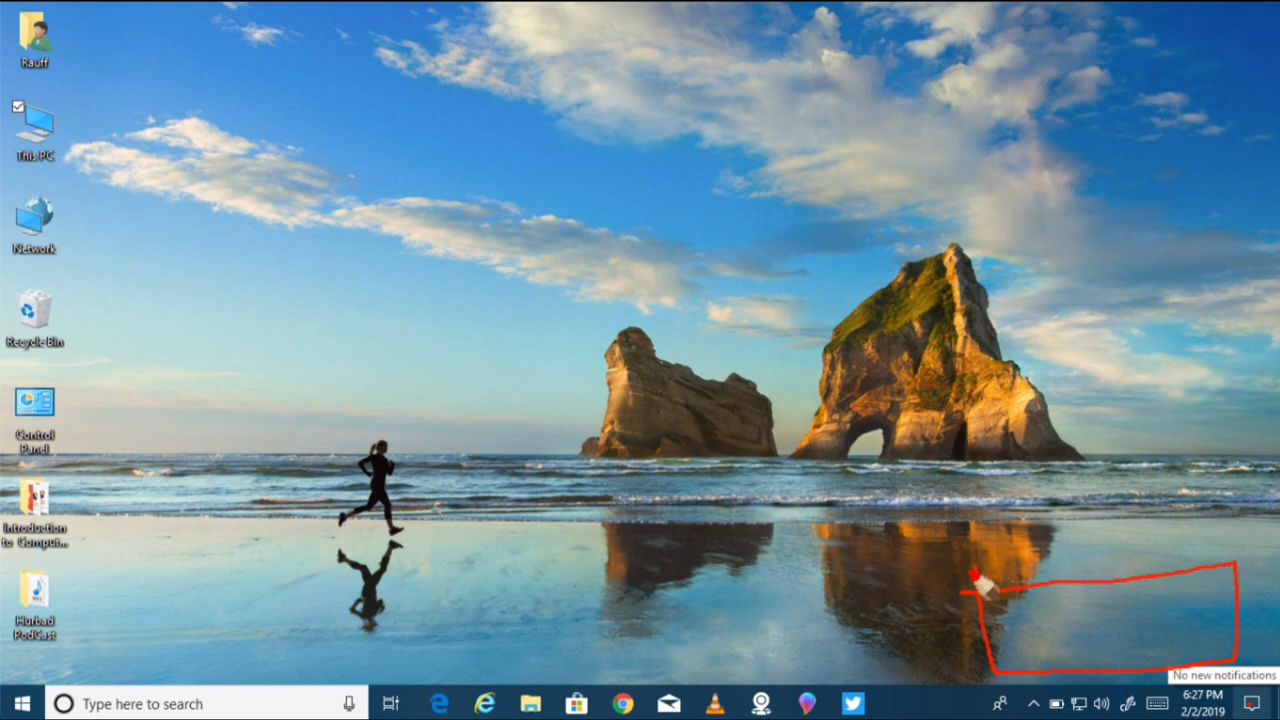 Rauff
This PC
Network
Recycle Bin
Control
Panel
Introduction
to Comput...
Hurbad
PodCast
No new notifications
Type here to search
6:27 PM
2/2/2019